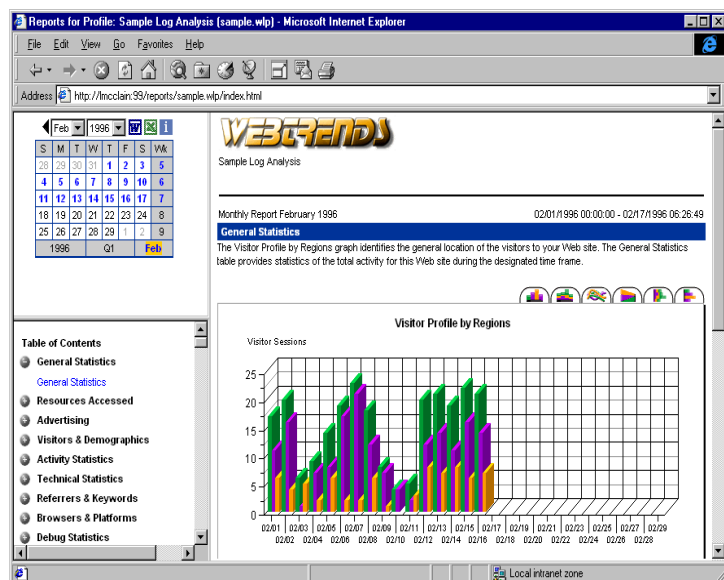 Reports for Profile: Sample Log Analysis (sample.wlp) - Microsoft Internet Explorer
File Edit View Go Favorites Help
Address http://lmcclain:99/reports/sample.wlp/index.html
Feb 1996 W X i
S M T W T F S Wk
28 29 30 31 1 2 3 5
4 5 6 7 8 9 10 6
11 12 13 14 15 16 17 7
18 19 20 21 22 23 24 8
25 26 27 28 29 1 2 9
1996 Q1 Feb
WEBTRENDS
Sample Log Analysis
Monthly Report February 1996 02/01/1996 00:00:00 - 02/17/1996 06:26:49
General Statistics
The Visitor Profile by Regions graph identifies the general location of the visitors to your Web site. The General Statistics
table provides statistics of the total activity for this Web site during the designated time frame.
Table of Contents
General Statistics
General Statistics
Resources Accessed
Advertising
Visitors & Demographics
Activity Statistics
Technical Statistics
Referrers & Keywords
Browsers & Platforms
Debug Statistics
Visitor Profile by Regions
Visitor Sessions
25
20
15
10
5
0
02/01 02/03 02/05 02/07 02/09 02/11 02/13 02/15 02/17 02/19 02/21 02/23 02/25 02/27 02/29
02/02 02/04 02/06 02/08 02/10 02/12 02/14 02/16 02/18 02/20 02/22 02/24 02/26 02/28
Local intranet zone